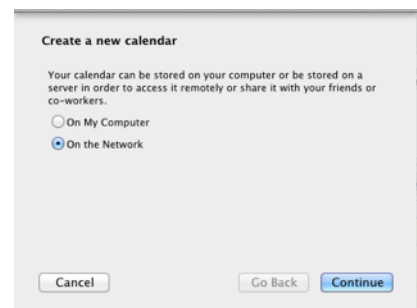 Create a new calendar
Your calendar can be stored on your computer or be stored on a
server in order to access it remotely or share it with your friends or
co-workers.
On My Computer
On the Network
Cancel
Go Back
Continue